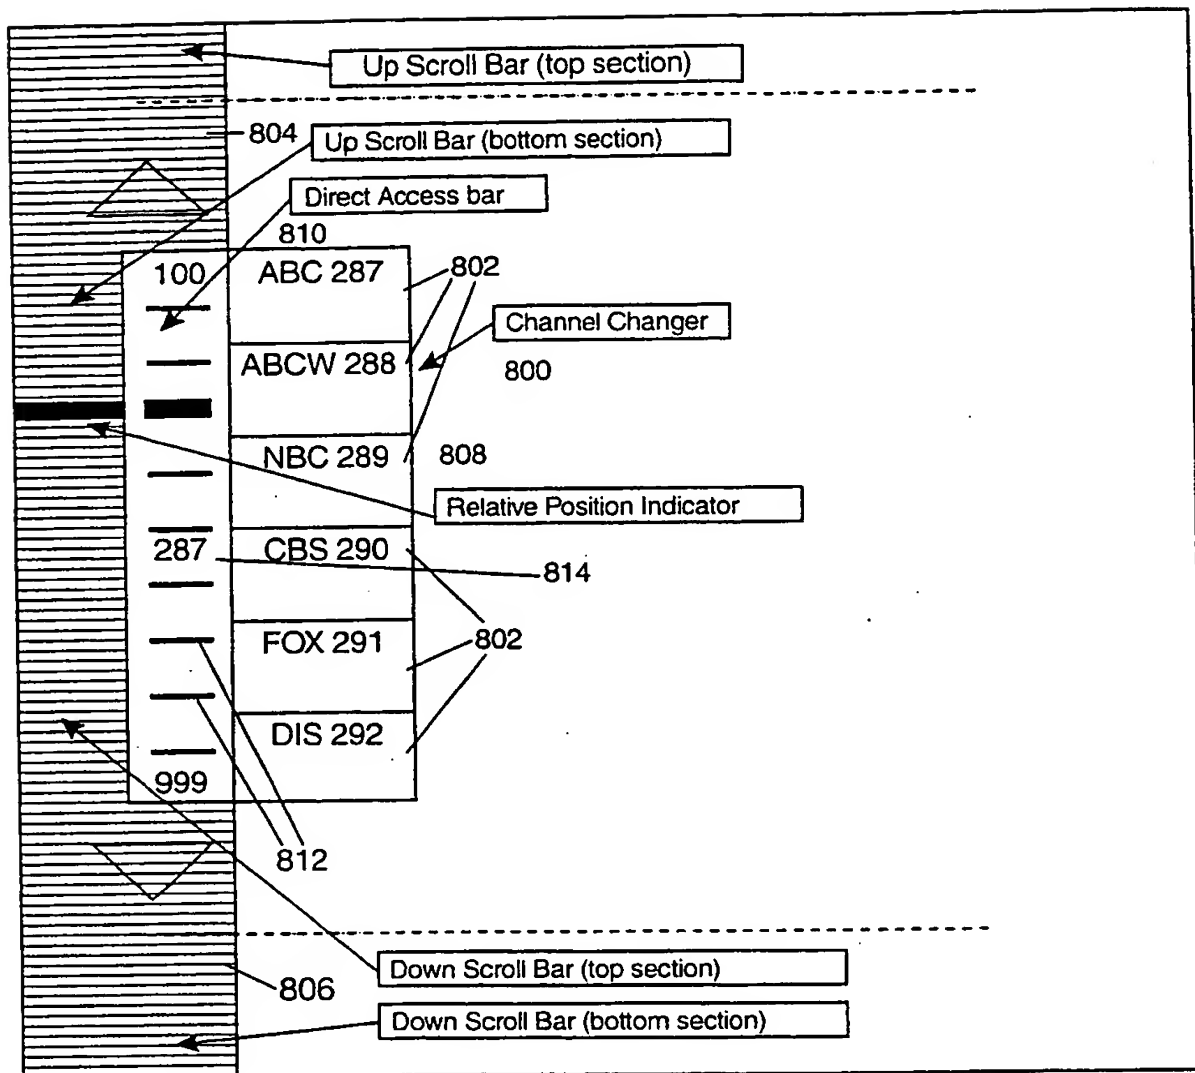 Up Scroll Bar (top section)
804
Up Scroll Bar (bottom section)
Direct Access bar
810
100
ABC 287
802
Channel Changer
ABCW 288
800
NBC 289
808
Relative Position Indicator
287
CBS 290
814
FOX 291
802
DIS 292
999
812
Down Scroll Bar (top section)
806
Down Scroll Bar (bottom section)